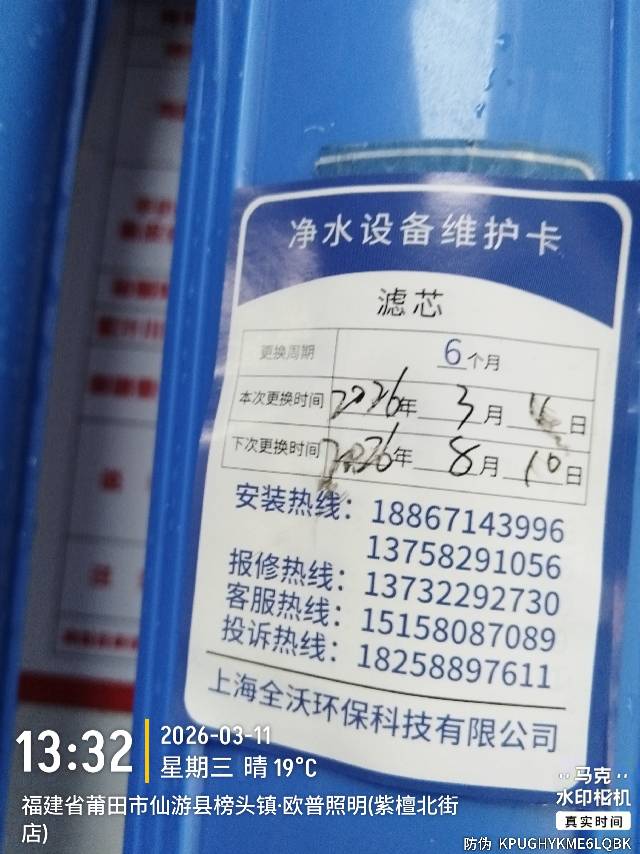 净水设备维护卡
滤芯
更换周期 6个月
本次更换时间 2026年 3月 日
下次更换时间 2026年 8月 10日
安装热线：18867143996
13758291056
报修热线：13732292730
客服热线：15158087089
投诉热线：18258897611
上海全沃环保科技有限公司
13:32
2026-03-11
星期三 晴 19℃
福建省莆田市仙游县榜头镇·欧普照明(紫檀北街店)
马克
水印相机
真实时间
防伪 KPUGHYKME6LQBK